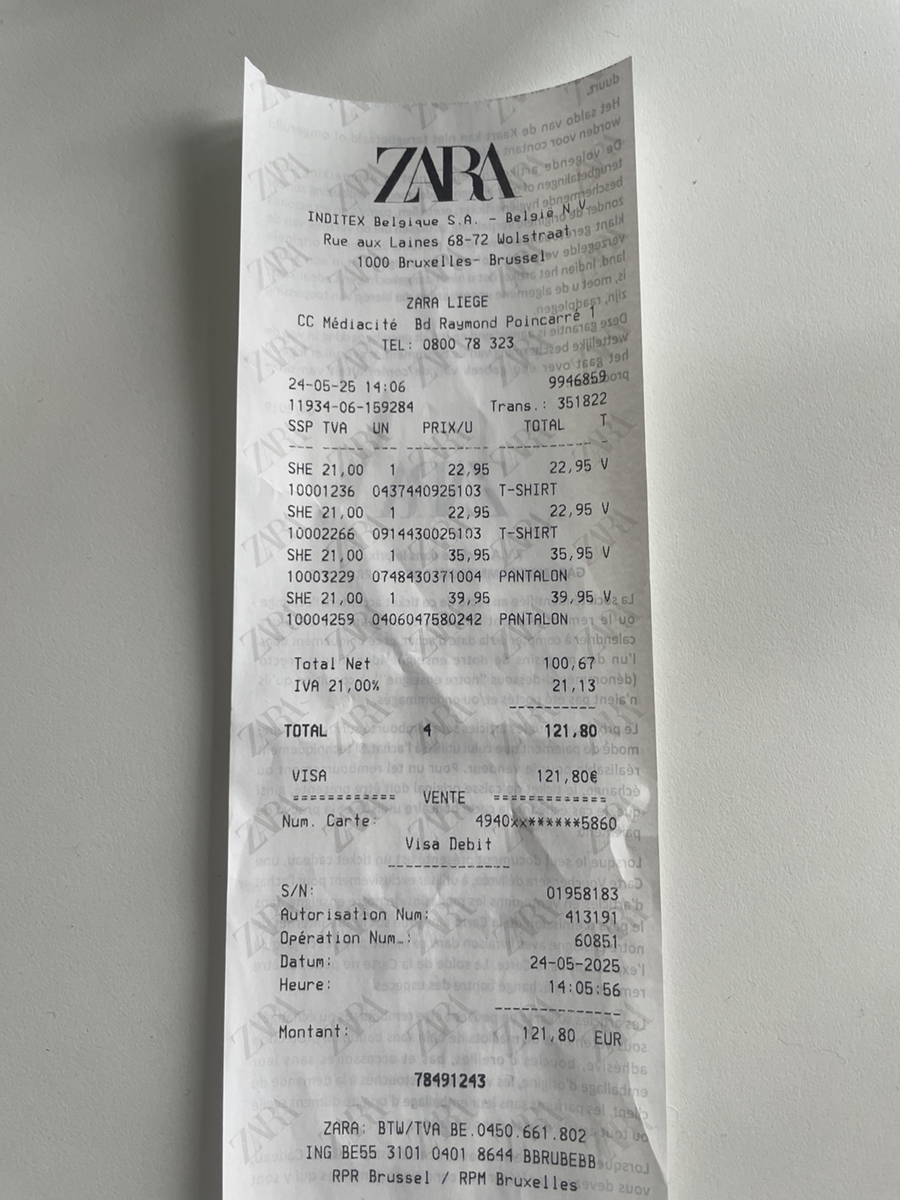 ZARA
INDITEX Belgique S.A. - België N.V
Rue aux Laines 68-72 Wolstraat
1000 Bruxelles- Brussel
ZARA LIEGE
CC Médiacité Bd Raymond Poincarré 1
TEL: 0800 78 323
24-05-25 14:06 9946859
11934-06-159284 Trans.: 351822
SSP TVA UN PRIX/U TOTAL T
--- ---- --- --------- ----------- -
SHE 21,00 1 22,95 22,95 V
10001236 0437440925103 T-SHIRT
SHE 21,00 1 22,95 22,95 V
10002266 0914430025103 T-SHIRT
SHE 21,00 1 35,95 35,95 V
10003229 0748430371004 PANTALON
SHE 21,00 1 39,95 39,95 V
10004259 0406047580242 PANTALON
Total Net 100,67
IVA 21,00% 21,13
----------
TOTAL 4 121,80
VISA 121,80€
============ VENTE =============
Num. Carte: 4940xx******5860
Visa Debit
--------------
S/N: 01958183
Autorisation Num: 413191
Opération Num.: 60851
Datum: 24-05-2025
Heure: 14:05:56
---------------
Montant: 121,80 EUR
78491243
ZARA: BTW/TVA BE.0450.661.802
ING BE55 3101 0401 8644 BBRUBEBB
RPR Brussel / RPM Bruxelles